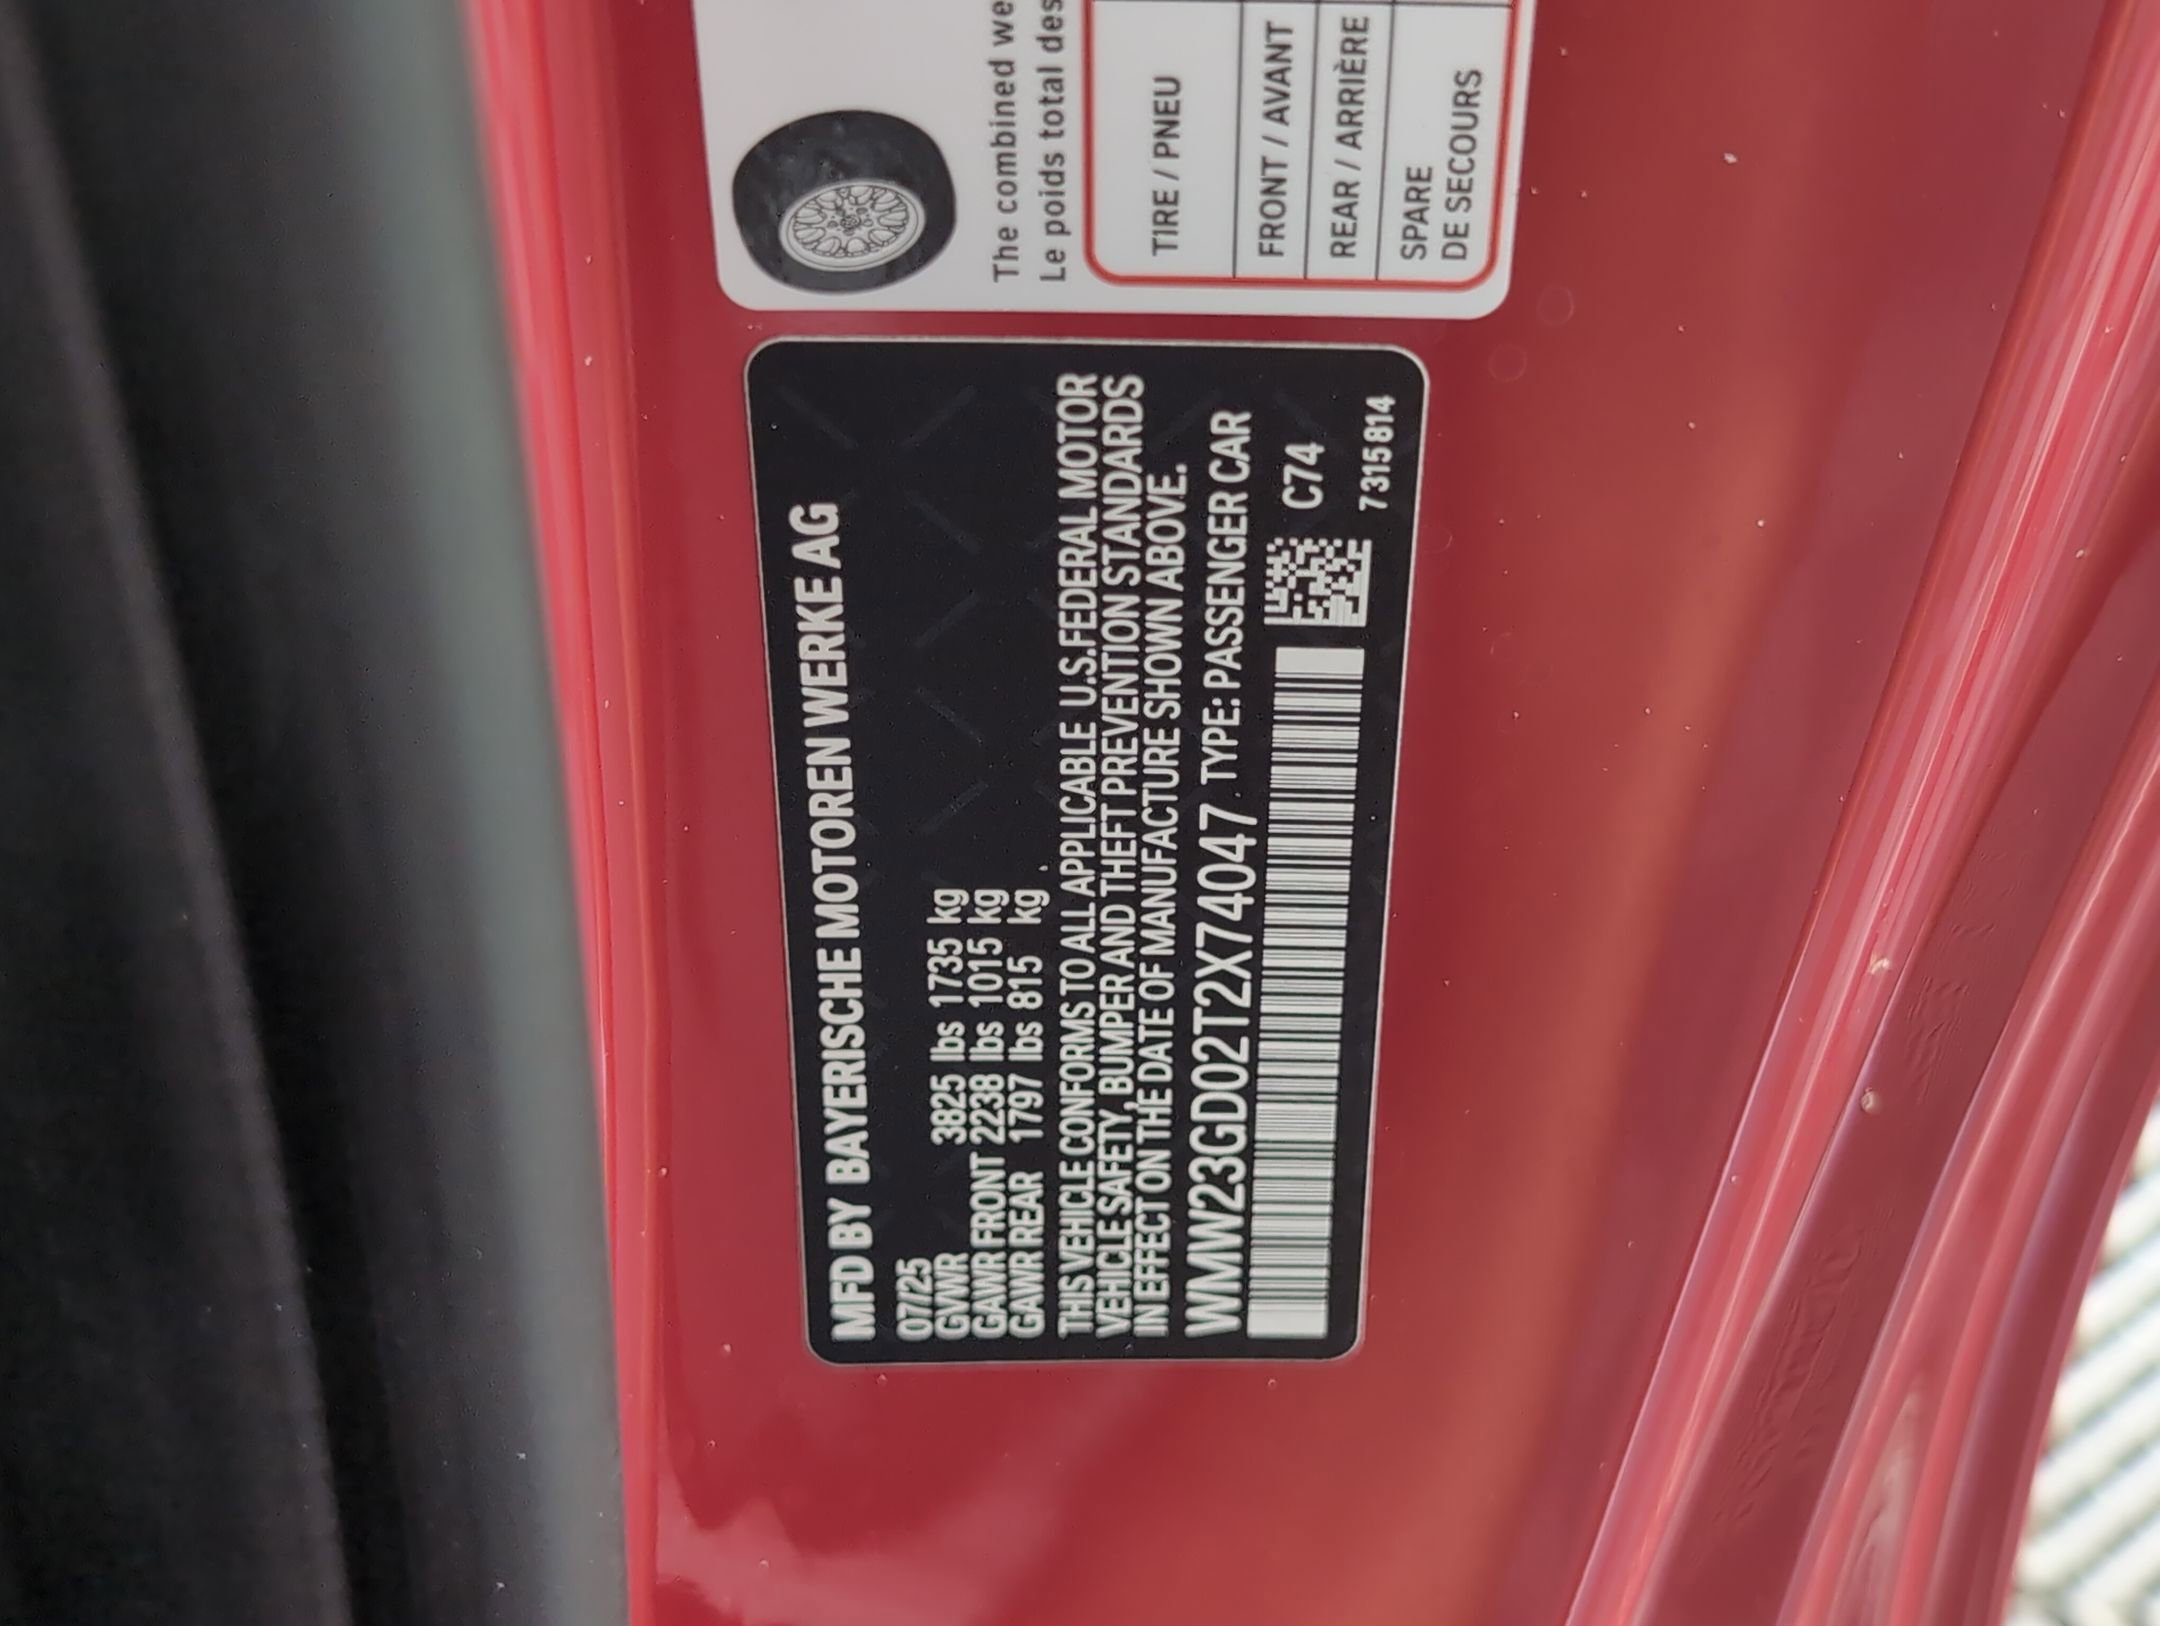 The combined we
Le poids total des
TIRE / PNEU
FRONT / AVANT
REAR / ARRIÈRE
SPARE
DE SECOURS
MFD BY BAYERISCHE MOTOREN WERKE AG
07/25
GVWR 3825 lbs 1735 kg
GAWR FRONT 2238 lbs 1015 kg
GAWR REAR 1797 lbs 815 kg
THIS VEHICLE CONFORMS TO ALL APPLICABLE U.S.FEDERAL MOTOR
VEHICLE SAFETY, BUMPER AND THEFT PREVENTION STANDARDS
IN EFFECT ON THE DATE OF MANUFACTURE SHOWN ABOVE.
WMW23GD02T2X74047 TYPE: PASSENGER CAR
C74
7315814